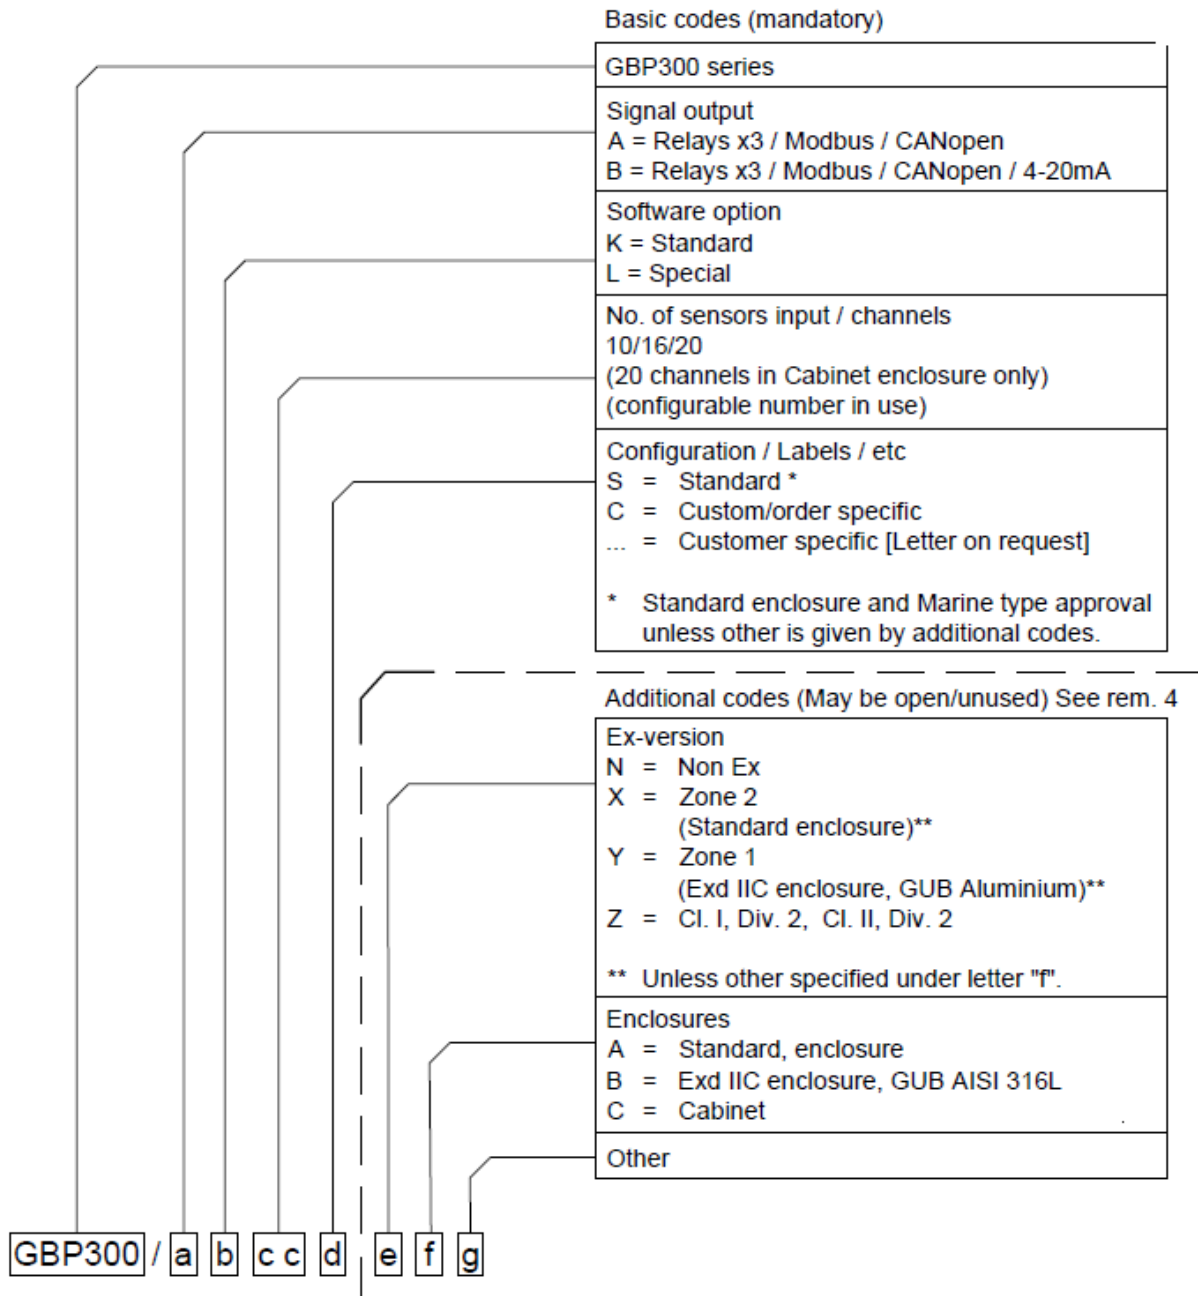 Basic codes (mandatory)
GBP300 series
Signal output
A = Relays x3 / Modbus / CANopen
B = Relays x3 / Modbus / CANopen / 4-20mA
Software option
K = Standard
L = Special
No. of sensors input / channels
10/16/20
(20 channels in Cabinet enclosure only)
(configurable number in use)
Configuration / Labels / etc
S = Standard *
C = Custom/order specific
... = Customer specific [Letter on request]
* Standard enclosure and Marine type approval
unless other is given by additional codes.
Additional codes (May be open/unused) See rem. 4
Ex-version
N = Non Ex
X = Zone 2
(Standard enclosure)**
Y = Zone 1
(Exd IIC enclosure, GUB Aluminium)**
Z = Cl. I, Div. 2, Cl. II, Div. 2
** Unless other specified under letter "f".
Enclosures
A = Standard, enclosure
B = Exd IIC enclosure, GUB AISI 316L
C = Cabinet
Other
GBP300 / a b c c d e f g